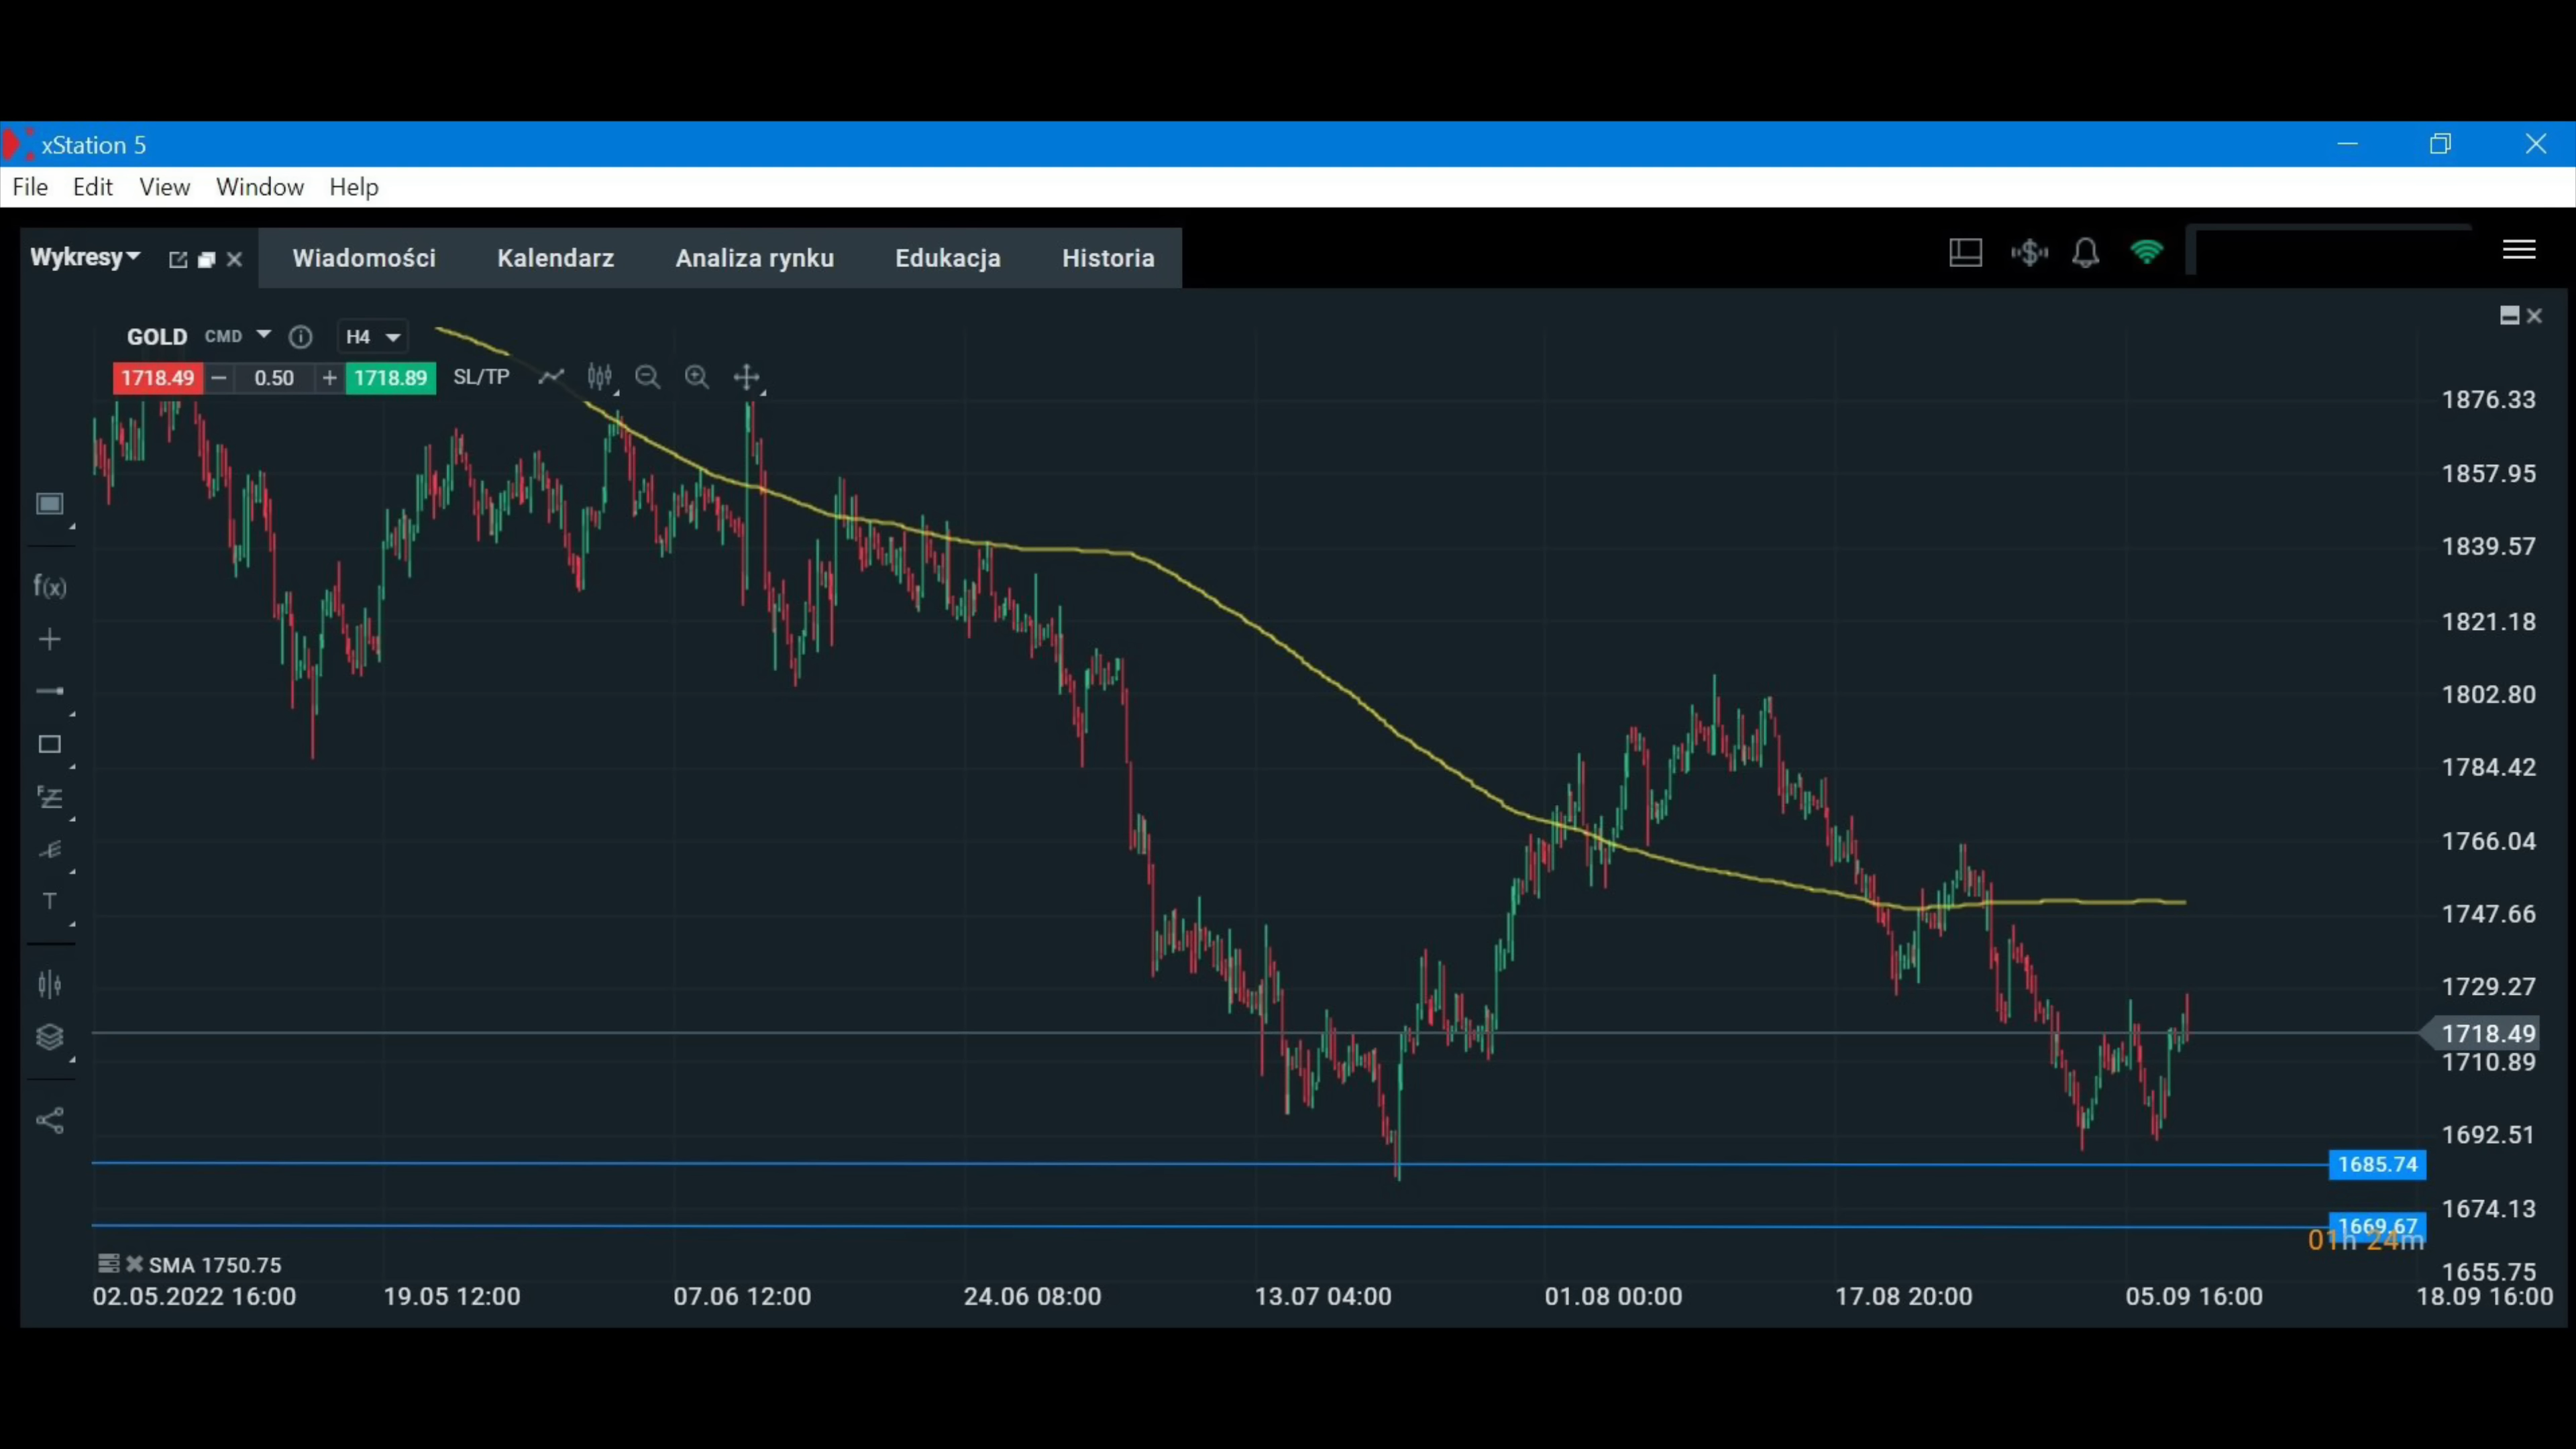 xStation 5
File Edit View Window Help
Wykresy Wiadomości Kalendarz Analiza rynku Edukacja Historia
GOLD CMD H4
1718.49 − 0.50 + 1718.89 SL/TP
1876.33
1857.95
1839.57
f(x)
1821.18
1802.80
1784.42
F
1766.04
T
1747.66
1729.27
1718.49
1710.89
1692.51
1685.74
1674.13
1669.67
01h 24m
SMA 1750.75
1655.75
02.05.2022 16:00 19.05 12:00 07.06 12:00 24.06 08:00 13.07 04:00 01.08 00:00 17.08 20:00 05.09 16:00 18.09 16:00